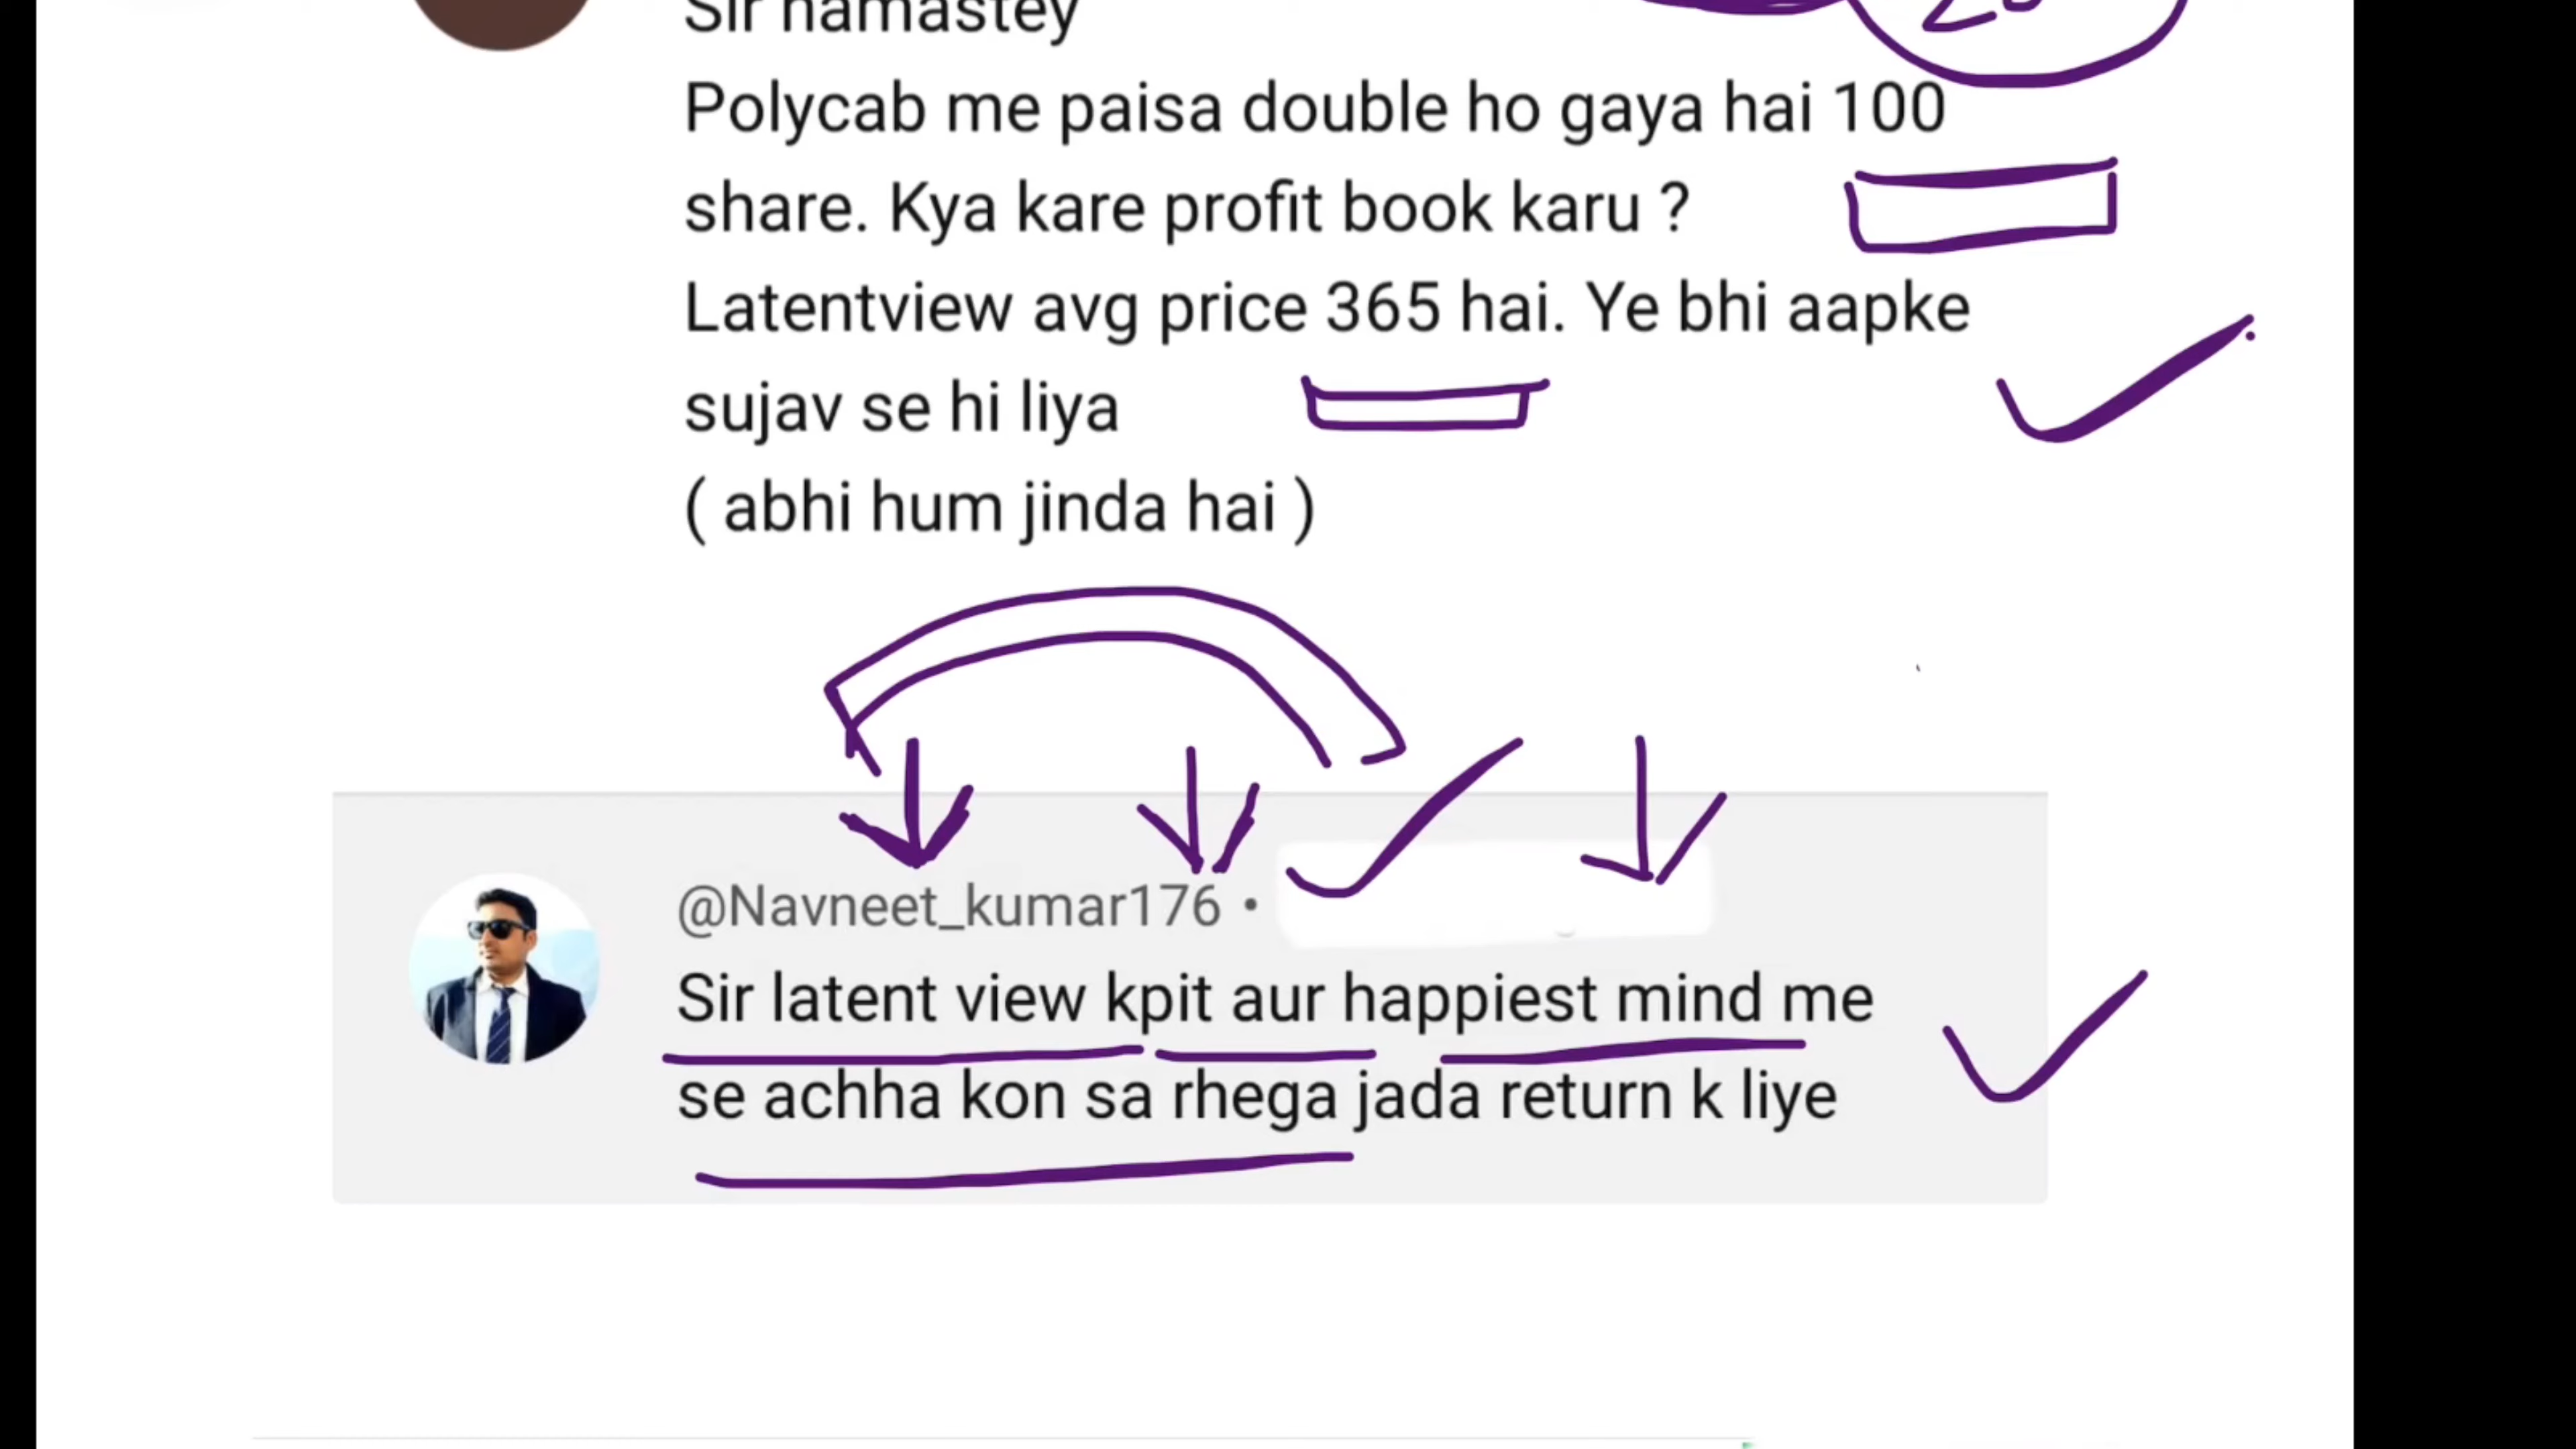 Sir namastey
Polycab me paisa double ho gaya hai 100
share. Kya kare profit book karu ?
Latentview avg price 365 hai. Ye bhi aapke
sujav se hi liya
( abhi hum jinda hai )
@Navneet_kumar176 •
Sir latent view kpit aur happiest mind me
se achha kon sa rhega jada return k liye